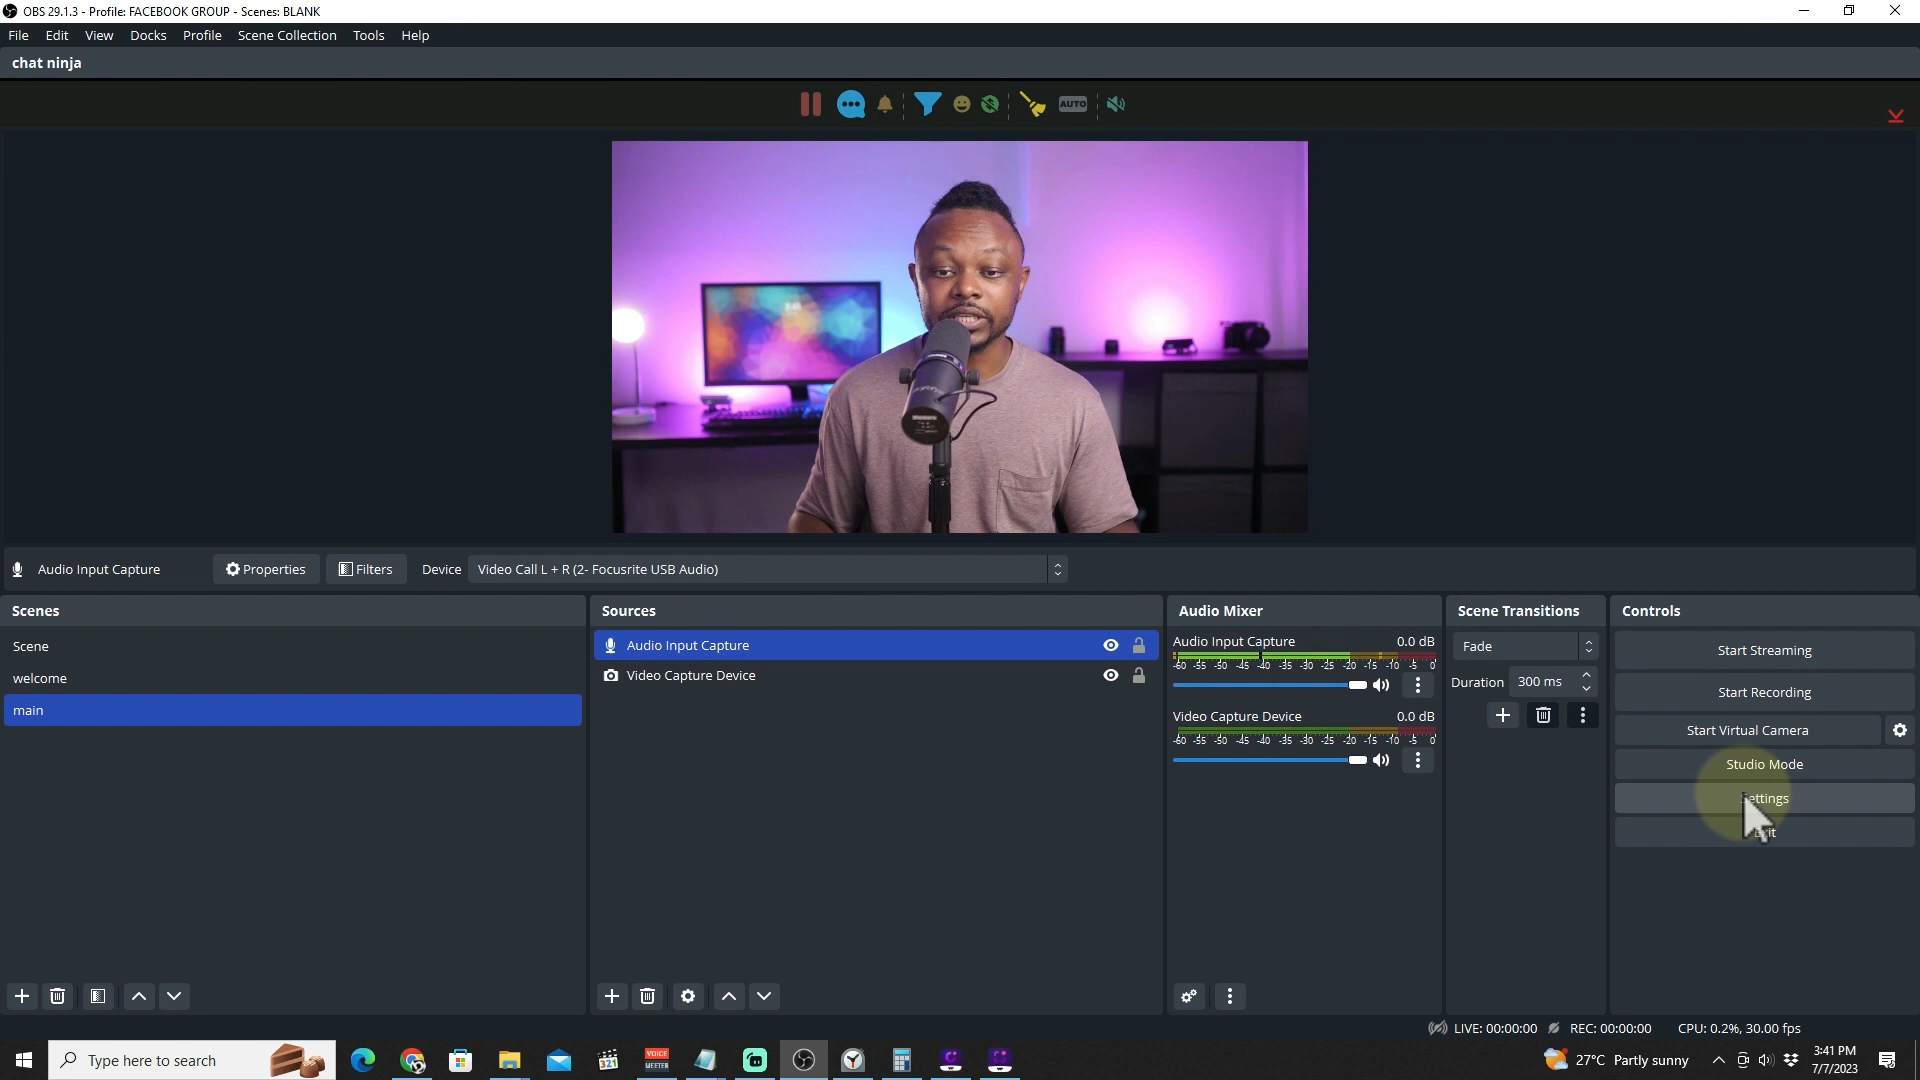 OBS 29.1.3 - Profile: FACEBOOK GROUP - Scenes: BLANK
File Edit View Docks Profile Scene Collection Tools Help
chat ninja
AUTO
Audio Input Capture Properties Filters Device Video Call L + R (2- Focusrite USB Audio)
Scenes
Scene
welcome
main
Sources
Audio Input Capture
Video Capture Device
Audio Mixer
Audio Input Capture 0.0 dB
-60 -55 -50 -45 -40 -35 -30 -25 -20 -15 -10 -5 0
Video Capture Device 0.0 dB
-60 -55 -50 -45 -40 -35 -30 -25 -20 -15 -10 -5 0
Scene Transitions
Fade
Duration 300 ms
Controls
Start Streaming
Start Recording
Start Virtual Camera
Studio Mode
ettings
it
LIVE: 00:00:00 REC: 00:00:00 CPU: 0.2%, 30.00 fps
Type here to search
321
VOICE
MEETER
27°C Partly sunny
3:41 PM
7/7/2023